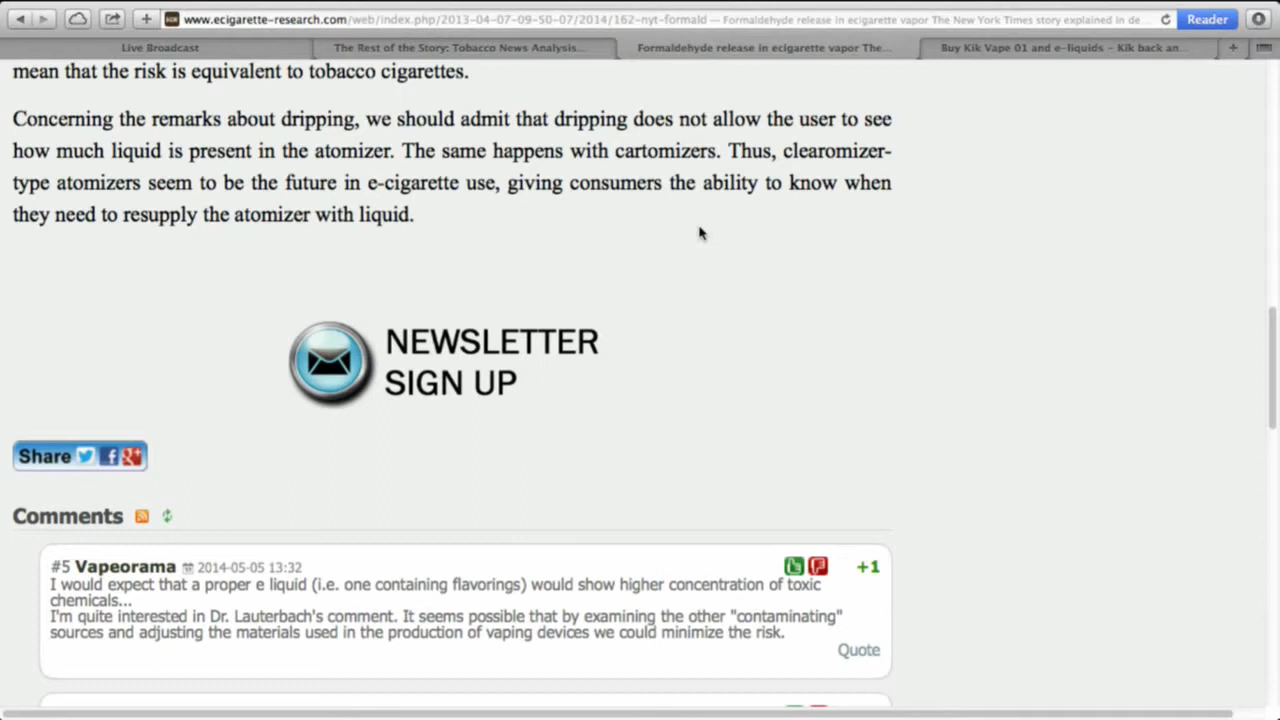 www.ecigarette-research.com/web/index.php/2013-04-07-09-50-07/2014/162-nyt-formald — Formaldehyde release in ecigarette vapor The New York Times story explained in de...
Reader
Live Broadcast
The Rest of the Story: Tobacco News Analysis...
Formaldehyde release in ecigarette vapor The...
Buy Kik Vape 01 and e-liquids – Kik back an...
mean that the risk is equivalent to tobacco cigarettes.
Concerning the remarks about dripping, we should admit that dripping does not allow the user to see
how much liquid is present in the atomizer. The same happens with cartomizers. Thus, clearomizer-
type atomizers seem to be the future in e-cigarette use, giving consumers the ability to know when
they need to resupply the atomizer with liquid.
NEWSLETTER
SIGN UP
Share
Comments
#5 Vapeorama 2014-05-05 13:32
+1
I would expect that a proper e liquid (i.e. one containing flavorings) would show higher concentration of toxic
chemicals...
I'm quite interested in Dr. Lauterbach's comment. It seems possible that by examining the other "contaminating"
sources and adjusting the materials used in the production of vaping devices we could minimize the risk.
Quote